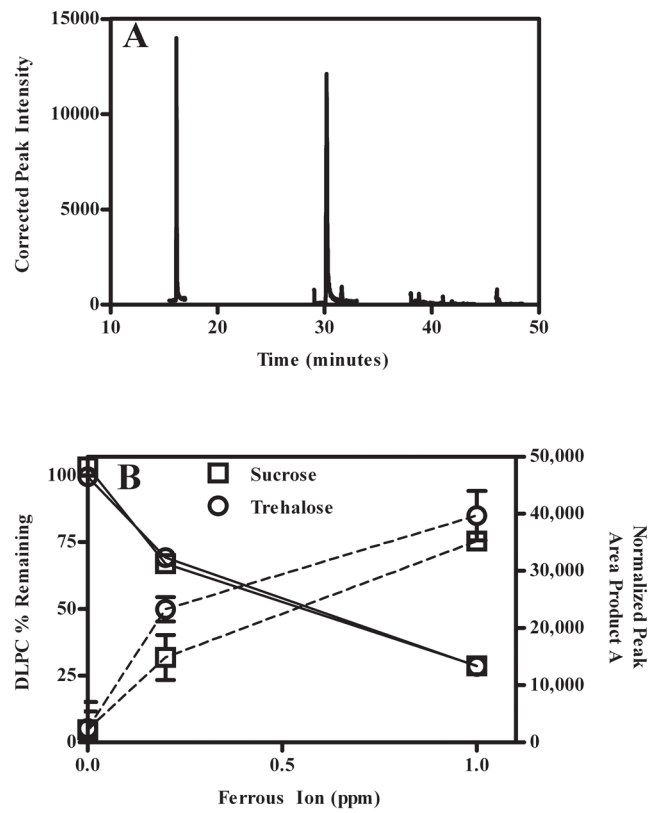 A
15000
10000
5000
0
10 20 30 40 50
Corrected Peak Intensity
Time (minutes)
B
Sucrose
Trehalose
100
75
50
25
0
DLPC % Remaining
50,000
40,000
30,000
20,000
10,000
0
Normalized Peak
Area Product A
0.0 0.5 1.0
Ferrous Ion (ppm)